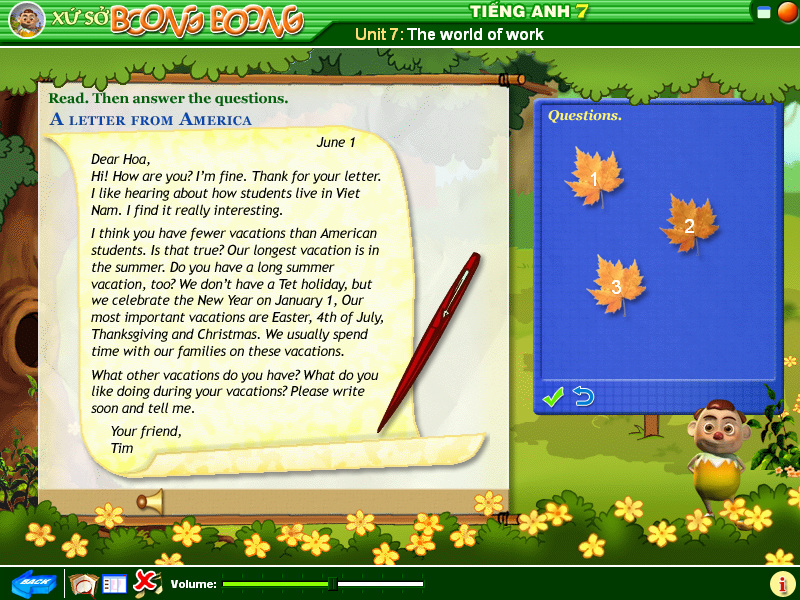 XỨ SỞ BOONG BOONG
TIẾNG ANH 7
Unit 7: The world of work
Read. Then answer the questions.
A LETTER FROM AMERICA
June 1
Dear Hoa,
Hi! How are you? I'm fine. Thank for your letter.
I like hearing about how students live in Viet
Nam. I find it really interesting.
I think you have fewer vacations than American
students. Is that true? Our longest vacation is in
the summer. Do you have a long summer
vacation, too? We don't have a Tet holiday, but
we celebrate the New Year on January 1, Our
most important vacations are Easter, 4th of July,
Thanksgiving and Christmas. We usually spend
time with our families on these vacations.
What other vacations do you have? What do you
like doing during your vacations? Please write
soon and tell me.
Your friend,
Tim
Questions.
1
2
3
BACK
Volume:
i